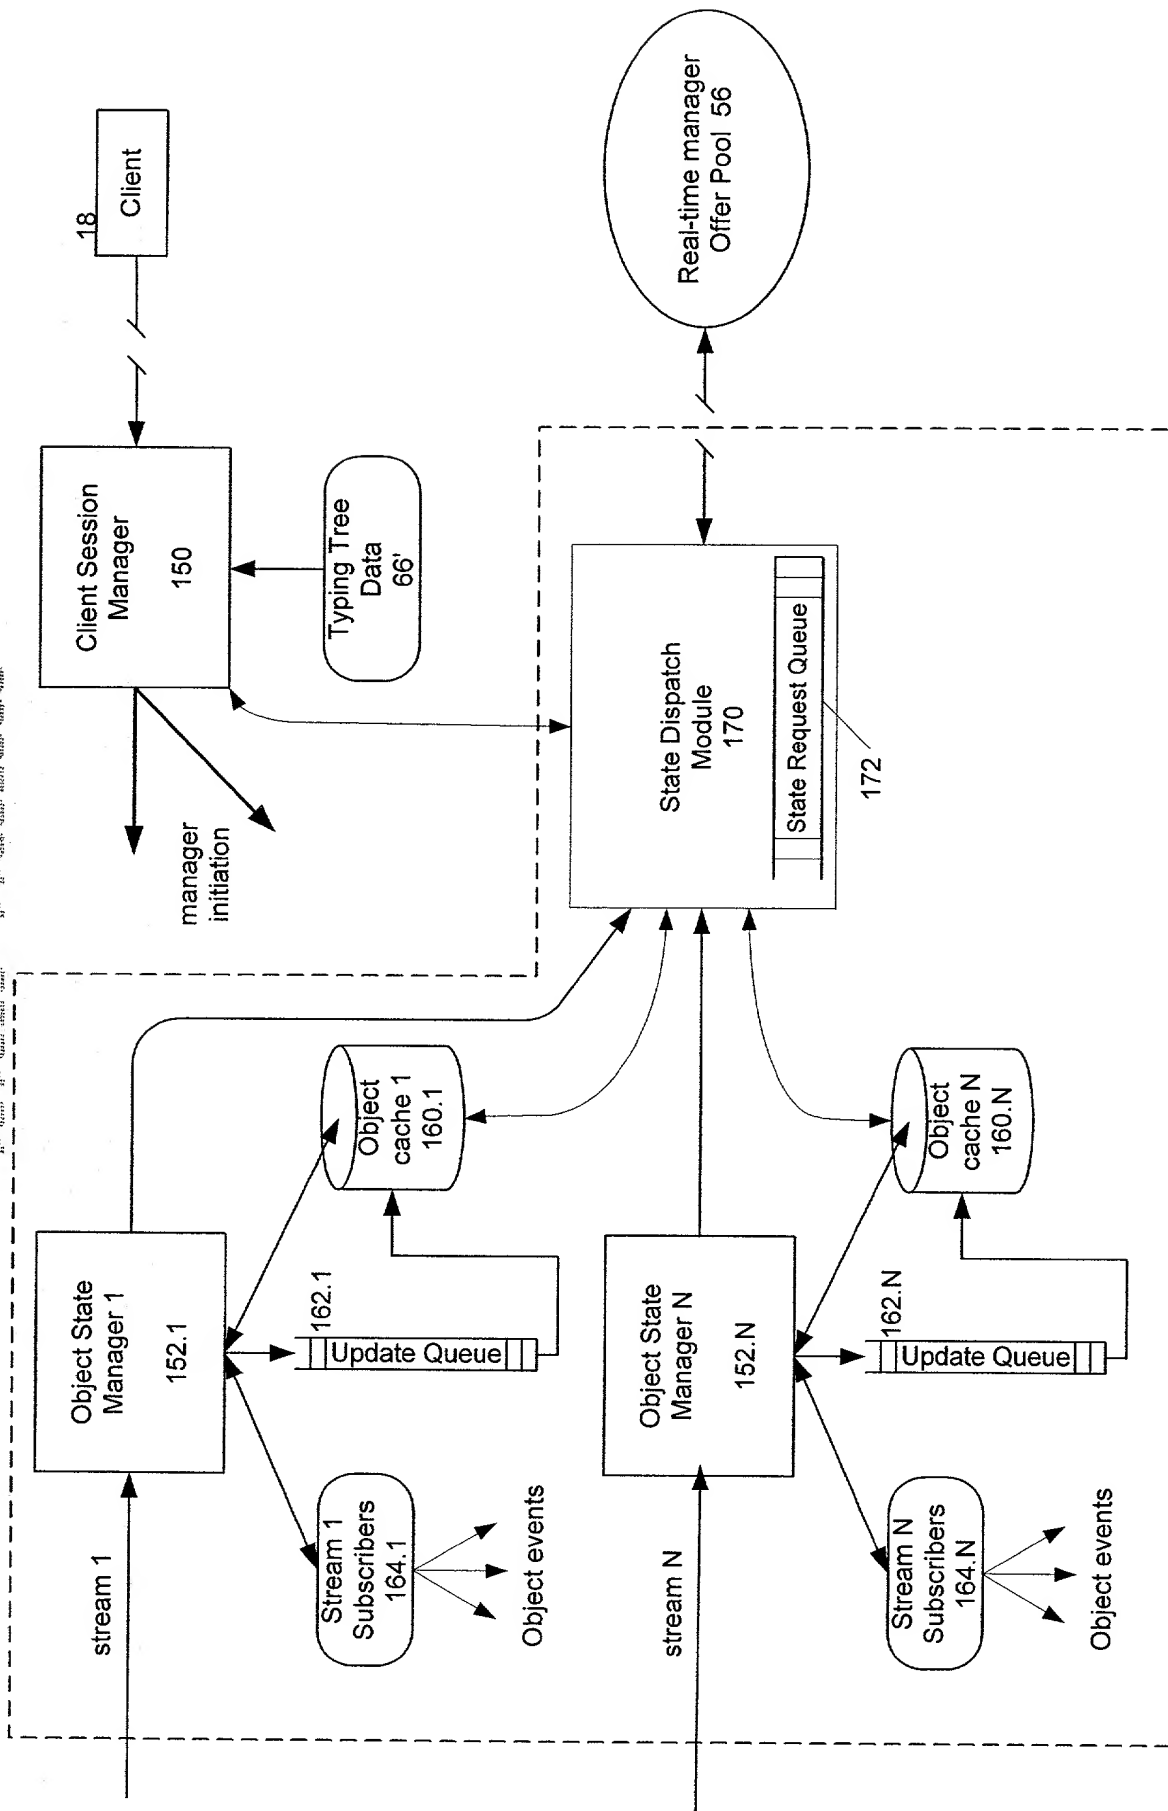 stream 1
Object State
Manager 1
152.1
Stream 1
Subscribers
164.1
Object events
162.1
Update Queue
Object
cache 1
160.1
manager
initiation
Client Session
Manager
150
Typing Tree
Data
66'
18
Client
stream N
Object State
Manager N
152.N
Stream N
Subscribers
164.N
Object events
162.N
Update Queue
Object
cache N
160.N
State Dispatch
Module
170
State Request Queue
172
Real-time manager
Offer Pool 56